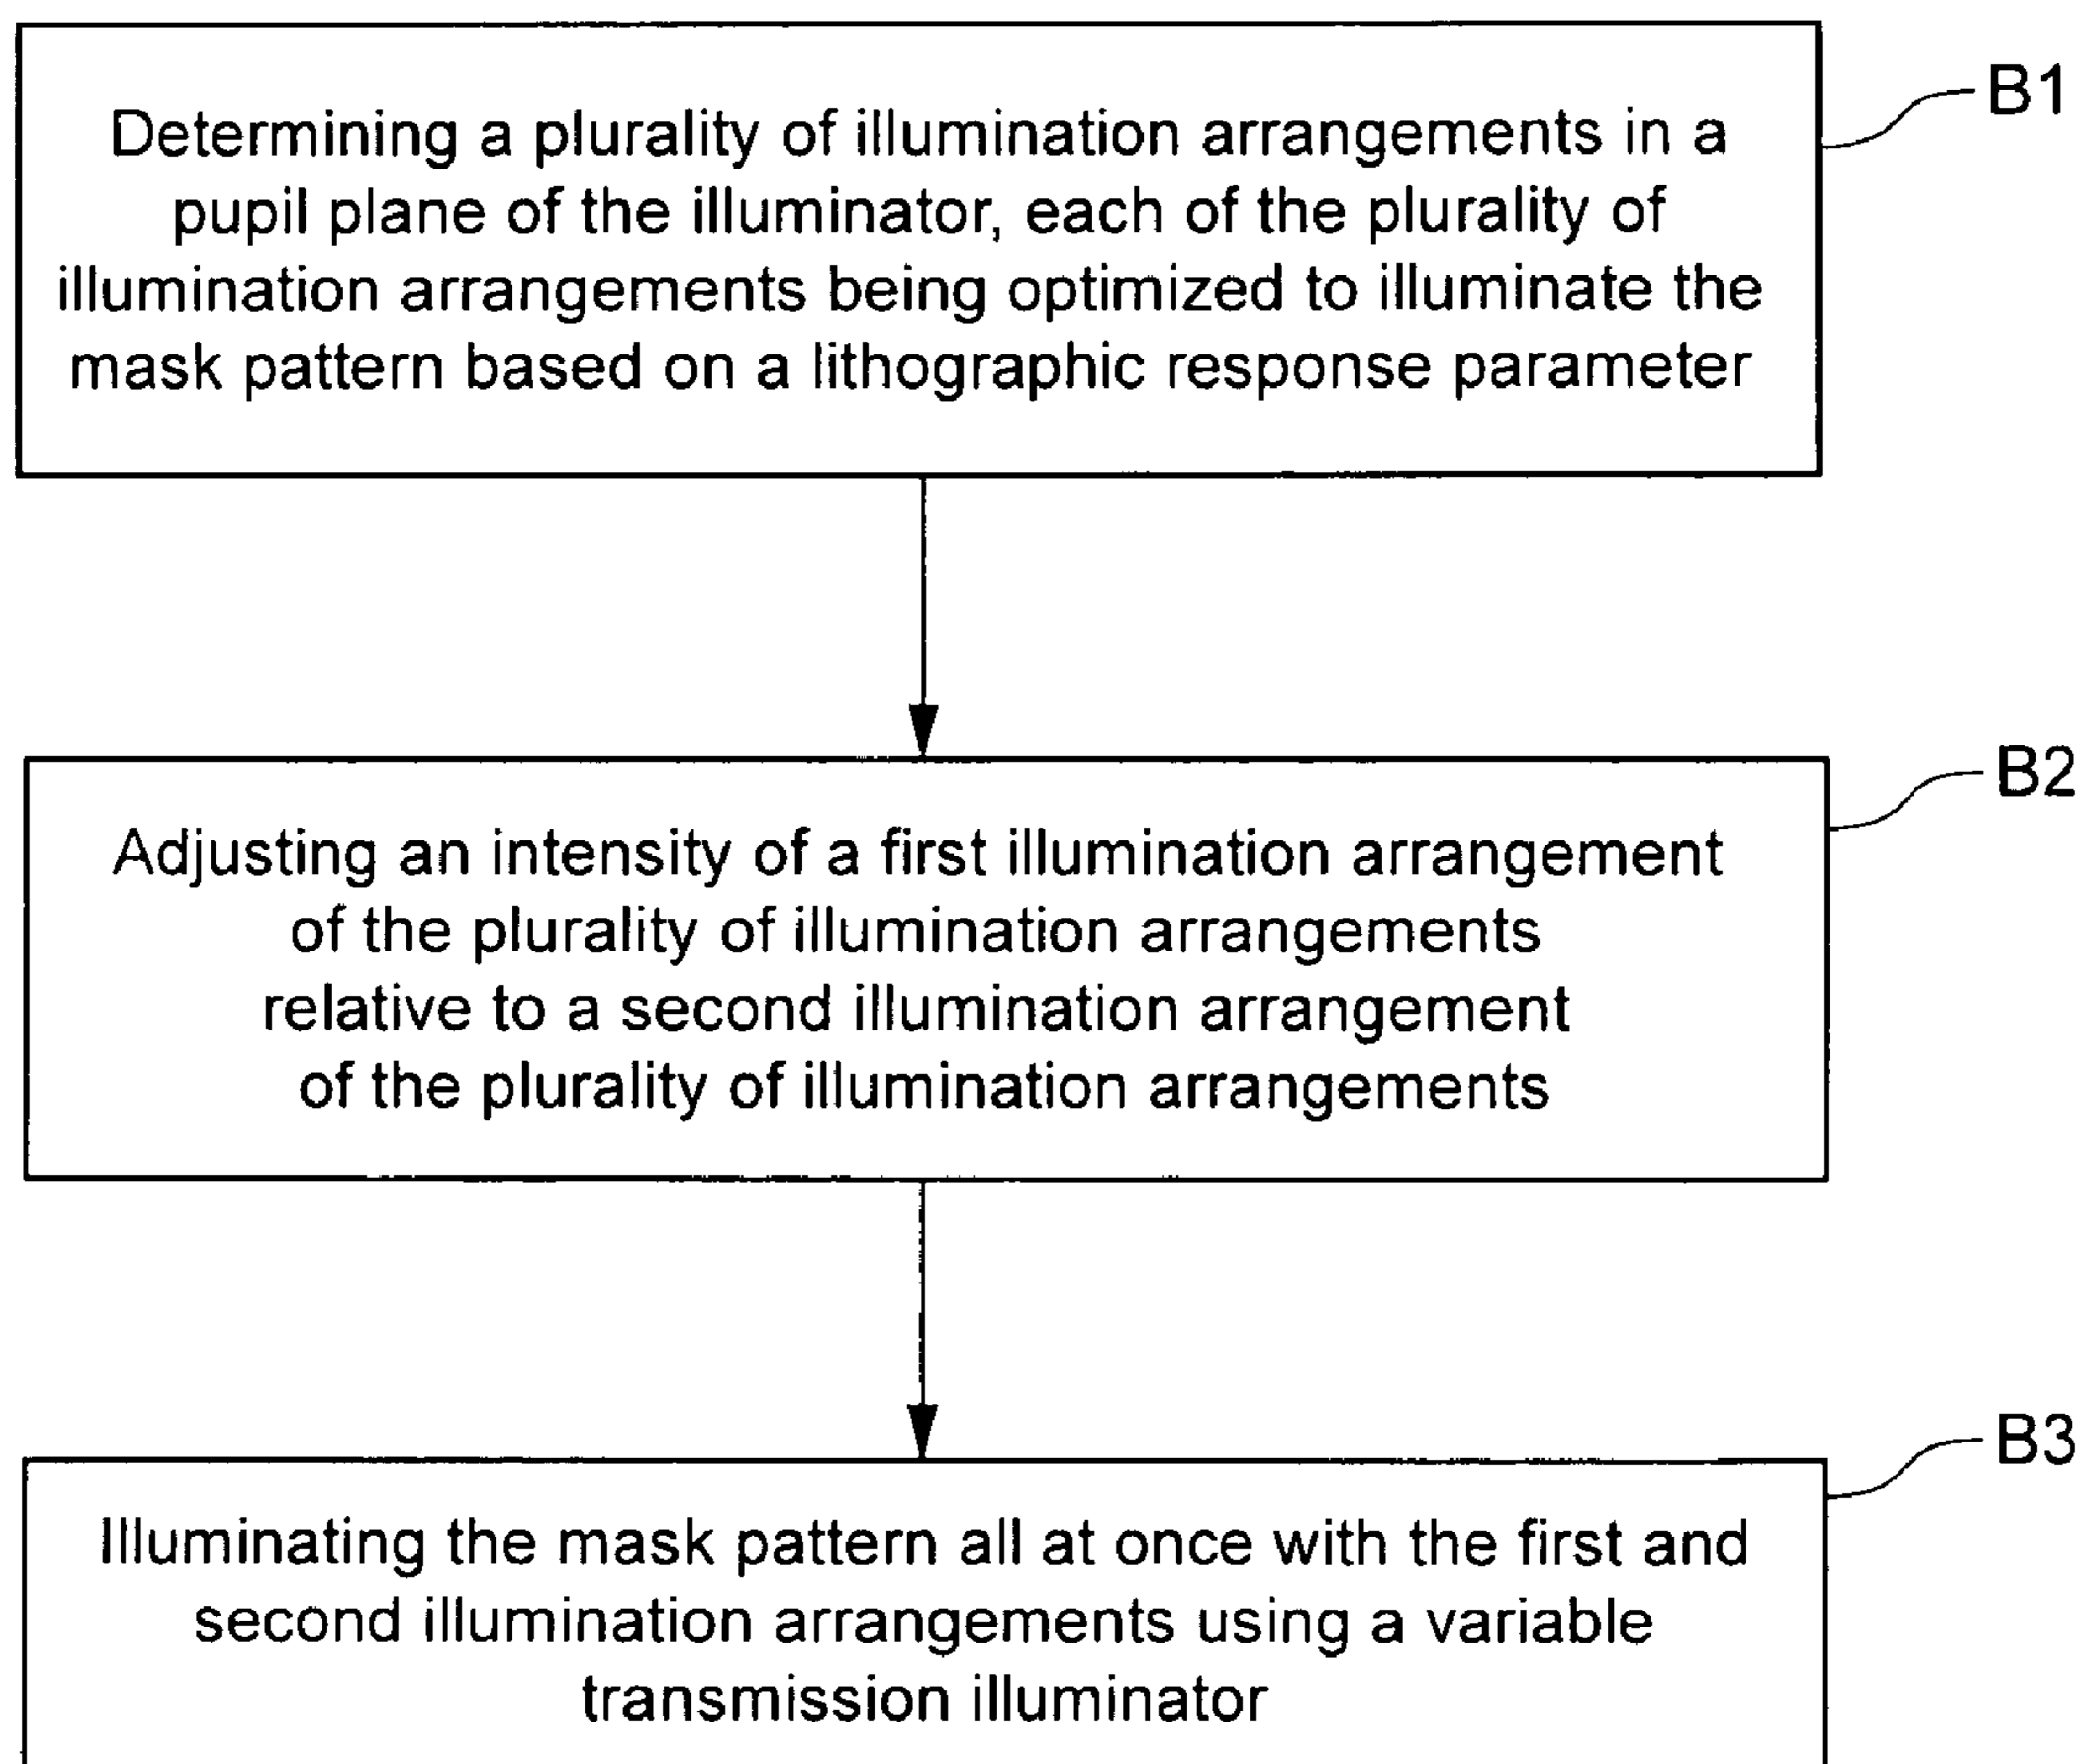 Determining a plurality of illumination arrangements in a
pupil plane of the illuminator, each of the plurality of
illumination arrangements being optimized to illuminate the
mask pattern based on a lithographic response parameter
B1
Adjusting an intensity of a first illumination arrangement
of the plurality of illumination arrangements
relative to a second illumination arrangement
of the plurality of illumination arrangements
B2
Illuminating the mask pattern all at once with the first and
second illumination arrangements using a variable
transmission illuminator
B3